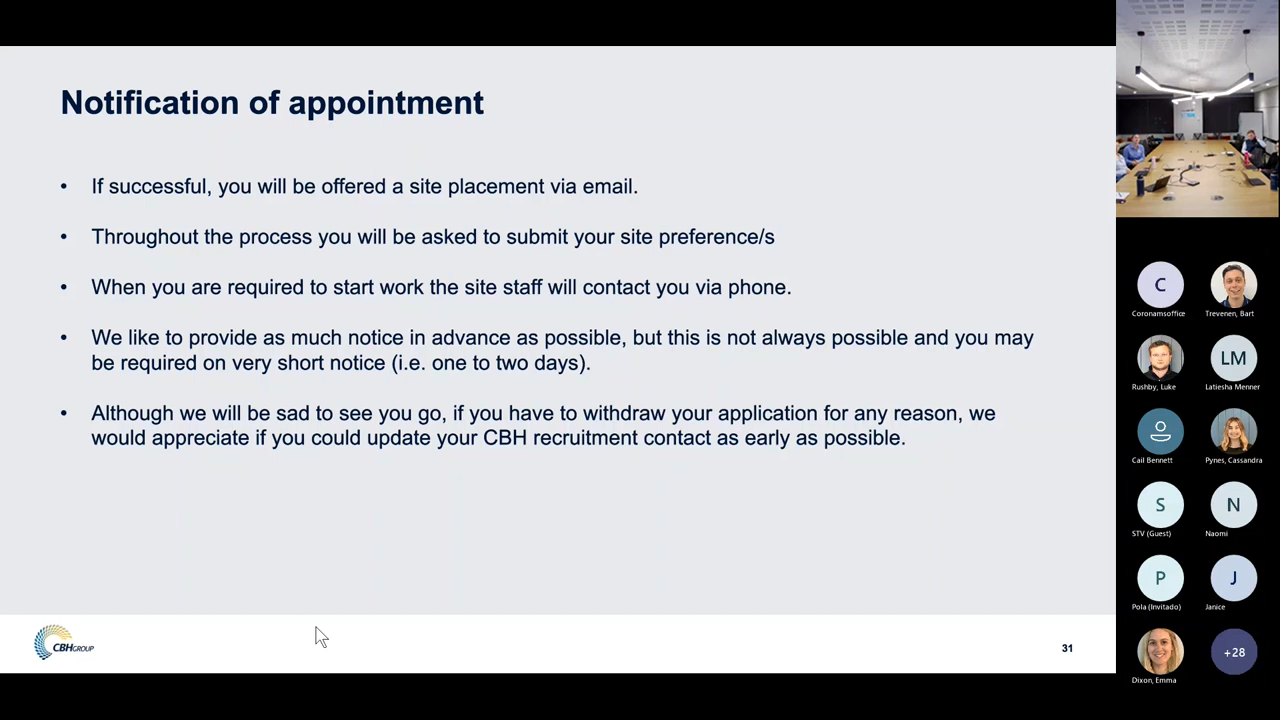 Notification of appointment
• If successful, you will be offered a site placement via email.
• Throughout the process you will be asked to submit your site preference/s
• When you are required to start work the site staff will contact you via phone.
• We like to provide as much notice in advance as possible, but this is not always possible and you may
be required on very short notice (i.e. one to two days).
• Although we will be sad to see you go, if you have to withdraw your application for any reason, we
would appreciate if you could update your CBH recruitment contact as early as possible.
CBHGROUP
31
C
Coronamsoffice
Trevenen, Bart
Rushby, Luke
LM
Latiesha Menner
Cail Bennett
Pynes, Cassandra
S
STV (Guest)
N
Naomi
P
Pola (Invitado)
J
Janice
Dixon, Emma
+28